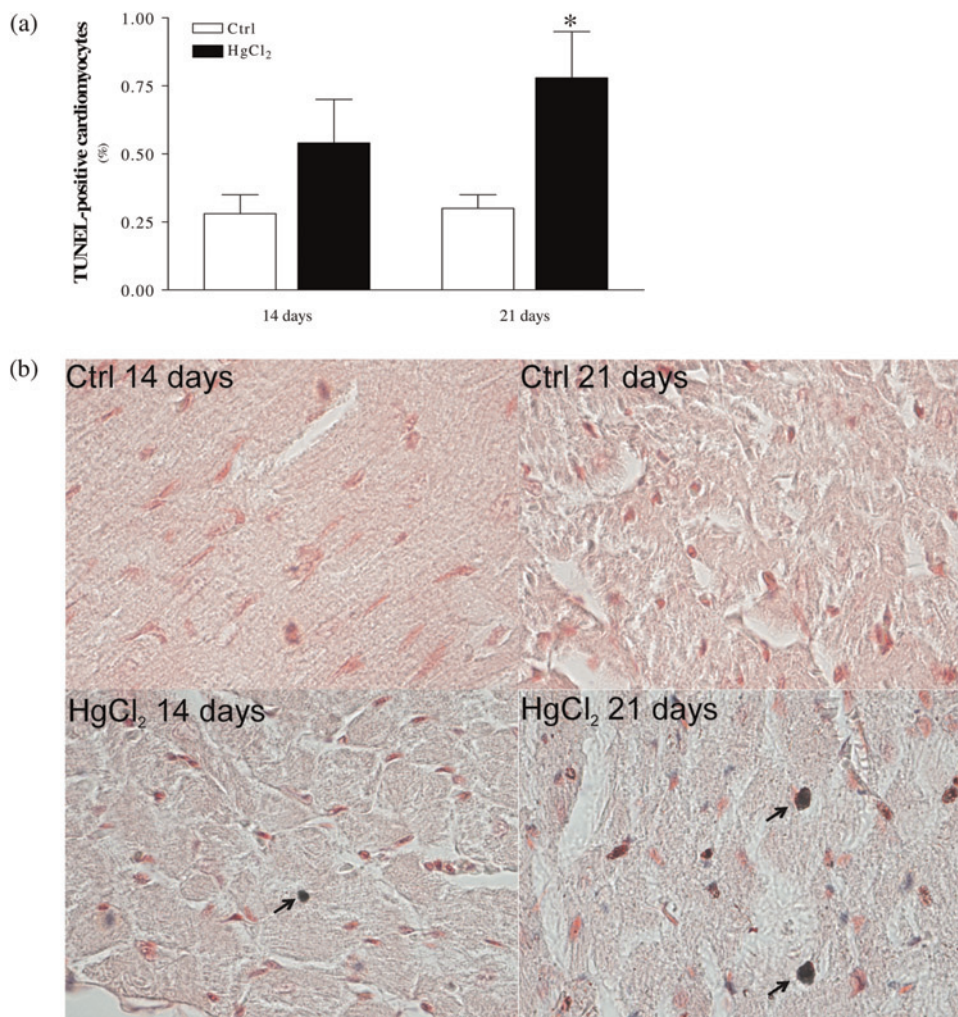 (a)
1.00
0.75
0.50
0.25
0.00
TUNEL-positive cardiomyocytes
(%)
Ctrl
HgCl₂
*
14 days
21 days
(b)
Ctrl 14 days
Ctrl 21 days
HgCl₂ 14 days
HgCl₂ 21 days